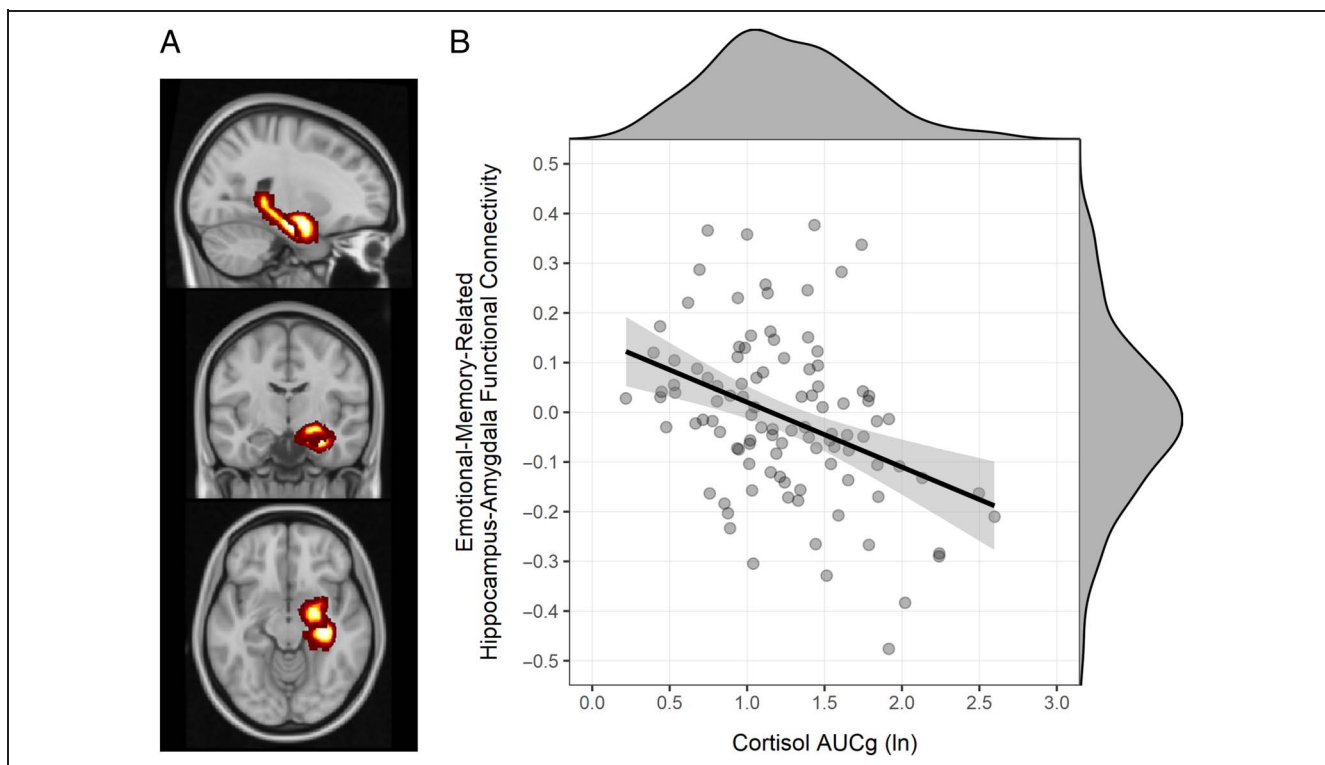 A
B
Emotional-Memory-Related
Hippocampus-Amygdala Functional Connectivity
0.5
0.4
0.3
0.2
0.1
0.0
−0.1
−0.2
−0.3
−0.4
−0.5
0.0 0.5 1.0 1.5 2.0 2.5 3.0
Cortisol AUCg (ln)